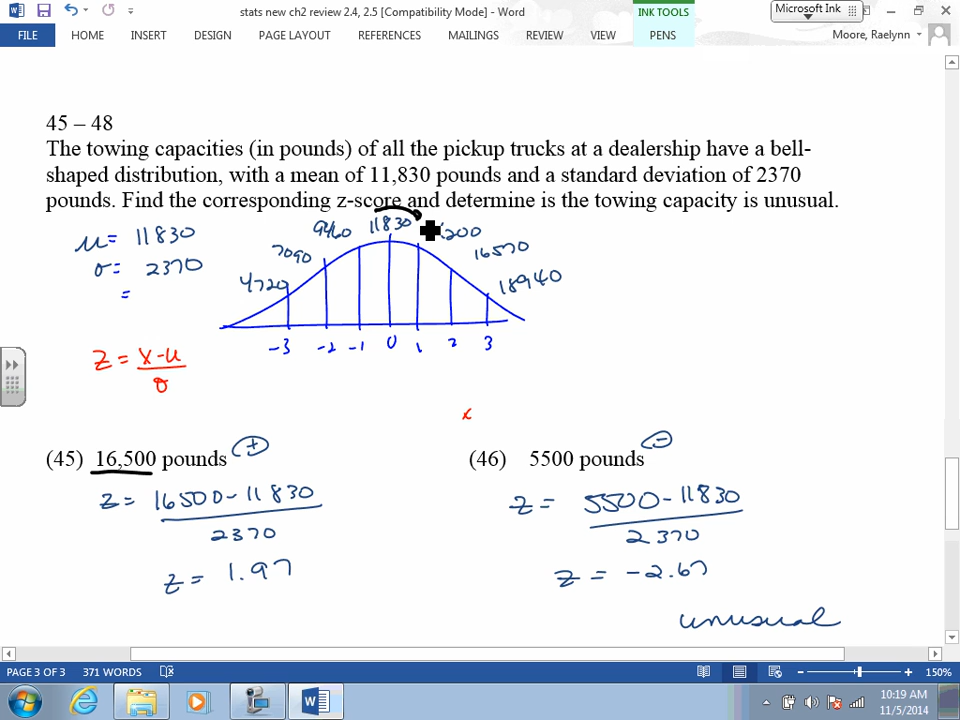 stats new ch2 review 2.4, 2.5 [Compatibility Mode] - Word
INK TOOLS
Microsoft Ink
FILE HOME INSERT DESIGN PAGE LAYOUT REFERENCES MAILINGS REVIEW VIEW PENS Moore, Raelynn
45 – 48
The towing capacities (in pounds) of all the pickup trucks at a dealership have a bell-
shaped distribution, with a mean of 11,830 pounds and a standard deviation of 2370
pounds. Find the corresponding z-score and determine is the towing capacity is unusual.
μ= 11830
σ= 2370
=
4720 7090 9460 11830 200 16570 18940
-3 -2 -1 0 1 2 3
z = x-μ
σ
x
(45) 16,500 pounds +
z= 16500-11830
2370
z = 1.97
(46) 5500 pounds −
z = 5500-11830
2370
z = -2.67
unusual
PAGE 3 OF 3 371 WORDS 150%
10:19 AM
11/5/2014